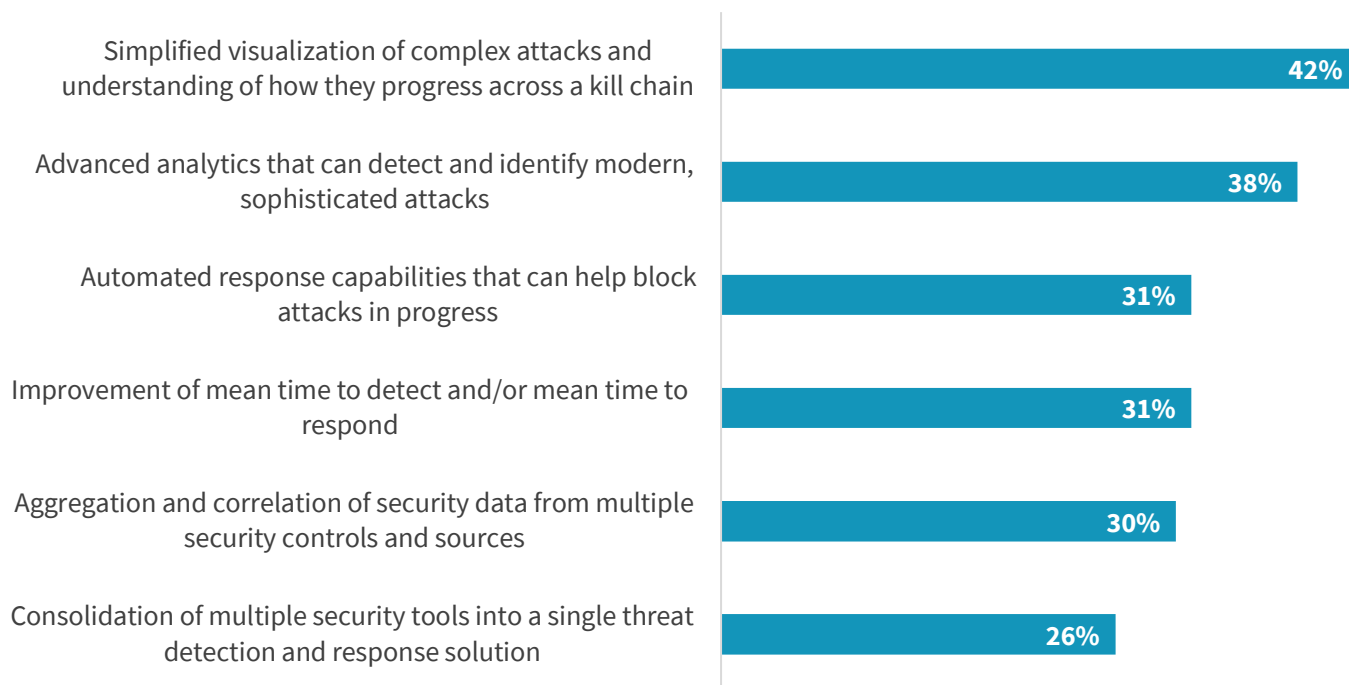 Simplified visualization of complex attacks and
understanding of how they progress across a kill chain
42%
Advanced analytics that can detect and identify modern,
sophisticated attacks
38%
Automated response capabilities that can help block
attacks in progress
31%
Improvement of mean time to detect and/or mean time to
respond
31%
Aggregation and correlation of security data from multiple
security controls and sources
30%
Consolidation of multiple security tools into a single threat
detection and response solution
26%